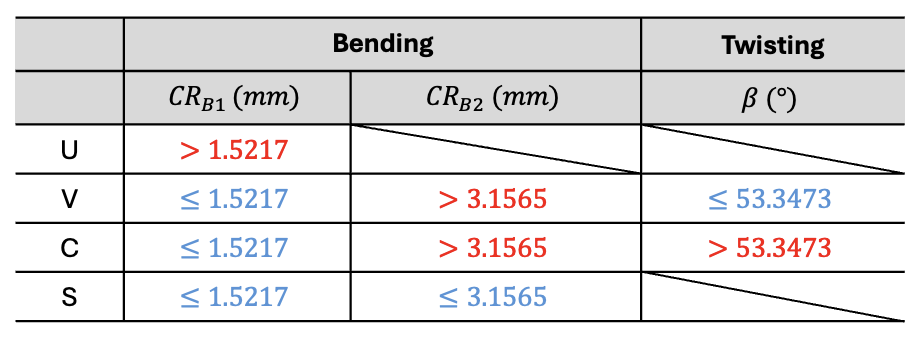 Bending Twisting
CR_B1 (mm) CR_B2 (mm) β (°)
U > 1.5217
V ≤ 1.5217 > 3.1565 ≤ 53.3473
C ≤ 1.5217 > 3.1565 > 53.3473
S ≤ 1.5217 ≤ 3.1565